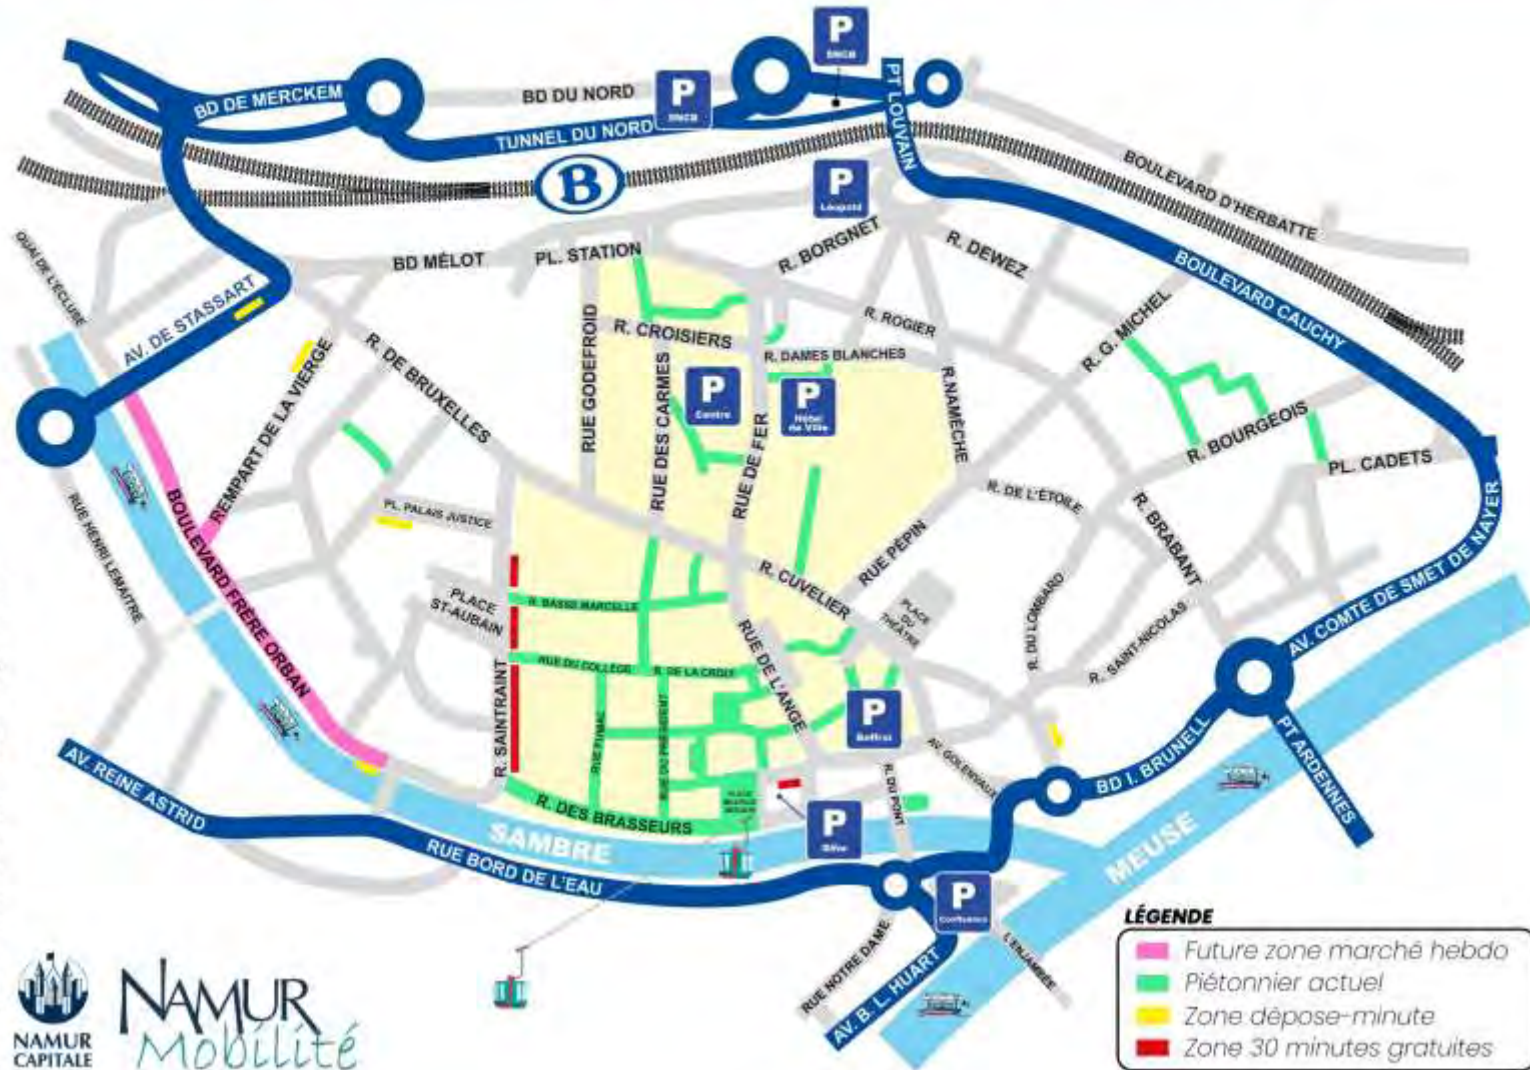 P
SNCB
BD DE MERCKEM
BD DU NORD
P
SNCB
PT LOUVAIN
TUNNEL DU NORD
B
BOULEVARD D'HERBATTE
P
Léopold
QUAI DE L'ÉCLUSE
BD MÉLOT
PL. STATION
R. BORGNET
R. DEWEZ
BOULEVARD CAUCHY
AV. DE STASSART
R. CROISIERS
R. ROGIER
R. DAMES BLANCHES
R. G. MICHEL
REMPART DE LA VIERGE
R. DE BRUXELLES
RUE GODEFROID
RUE DES CARMES
P
Centre
P
Hôtel
de Ville
RUE DE FER
R.NAMÈCHE
R. BOURGEOIS
PL. CADETS
RUE HENRI LEMAITRE
BOULEVARD FRÈRE ORBAN
PL. PALAIS JUSTICE
R. DE L'ÉTOILE
R. BRABANT
RUE PÉPIN
R. CUVELIER
AV. COMTE DE SMET DE NAYER
PLACE
ST-AUBAIN
R. BASSE MARCELLE
PLACE
DU
THÉÂTRE
R. DU LOMBARD
R. SAINT-NICOLAS
RUE DU COLLÈGE
R. DE LA CROIX
RUE DE L'ANGE
R. SAINTRAINT
RUE FUMAL
RUE DU PRÉSIDENT
P
Beffroi
AV. GOLENVAUX
R. DU PONT
BD I. BRUNELL
PT ARDENNES
AV. REINE ASTRID
R. DES BRASSEURS
SAMBRE
RUE BORD DE L'EAU
P
MEUSE
P
Confluence
RUE NOTRE DAME
AV. B. L. HUART
L'ENJAMBÉE
LÉGENDE
Future zone marché hebdo
Piétonnier actuel
Zone dépose-minute
Zone 30 minutes gratuites
NAMUR
CAPITALE
NAMUR
Mobilité